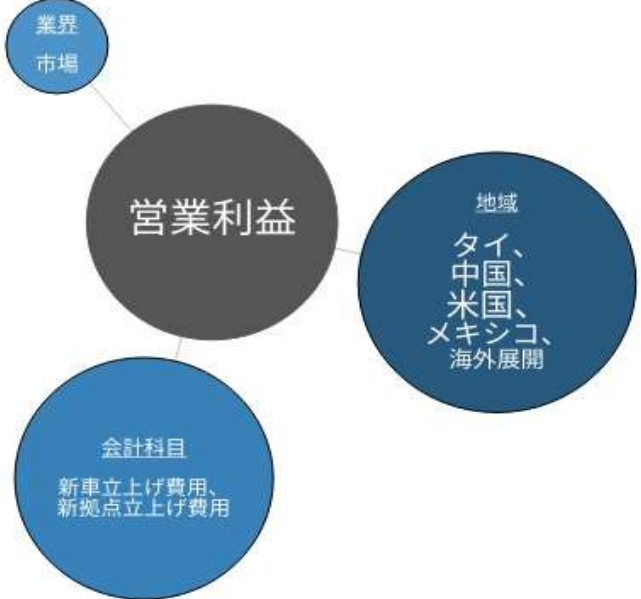 業界
市場
営業利益
地域
タイ、
中国、
米国、
メキシコ、
海外展開
会計科目
新車立上げ費用、
新拠点立上げ費用